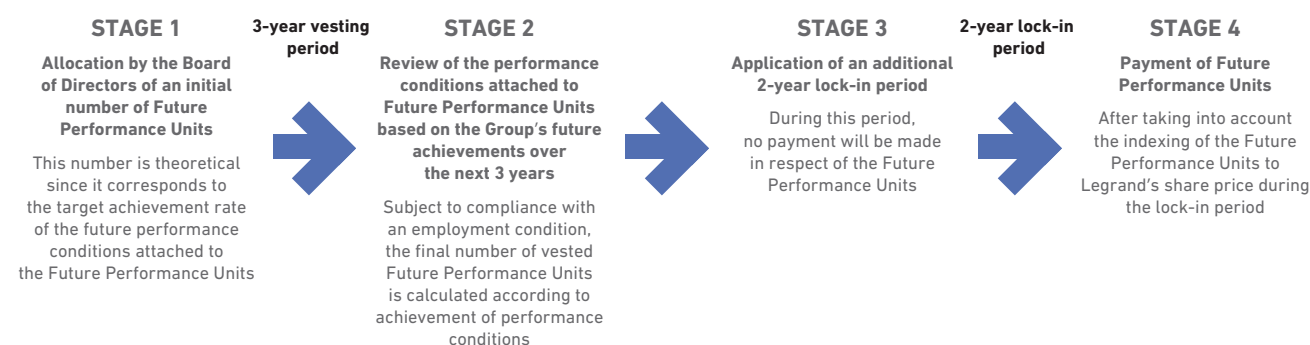 STAGE 1
Allocation by the Board
of Directors of an initial
number of Future
Performance Units
This number is theoretical
since it corresponds to
the target achievement rate
of the future performance
conditions attached to
the Future Performance Units
3-year vesting
period
STAGE 2
Review of the performance
conditions attached to
Future Performance Units
based on the Group's future
achievements over
the next 3 years
Subject to compliance with
an employment condition,
the final number of vested
Future Performance Units
is calculated according to
achievement of performance
conditions
STAGE 3
Application of an additional
2-year lock-in period
During this period,
no payment will be made
in respect of the Future
Performance Units
2-year lock-in
period
STAGE 4
Payment of Future
Performance Units
After taking into account
the indexing of the Future
Performance Units to
Legrand's share price during
the lock-in period